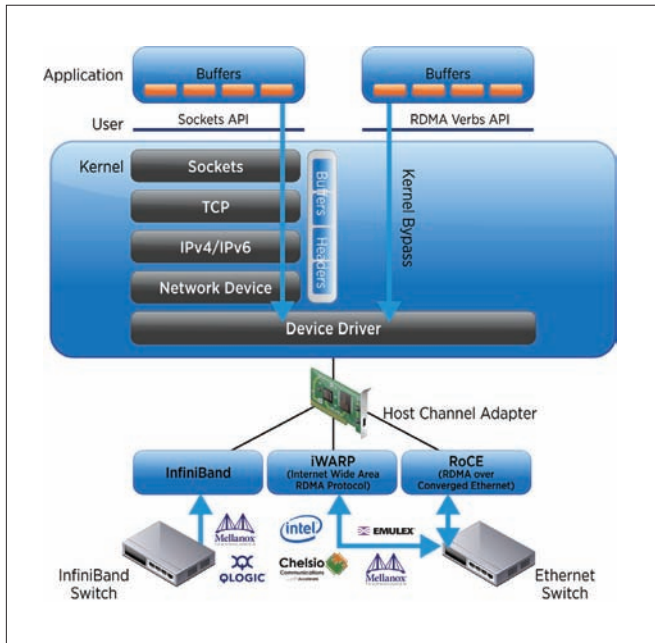 Application
Buffers
Buffers
User
Sockets API
RDMA Verbs API
Kernel
Sockets
TCP
IPv4/IPv6
Network Device
Buffers
Headers
Kernel Bypass
Device Driver
Host Channel Adapter
InfiniBand
iWARP
(Internet Wide Area
RDMA Protocol)
RoCE
(RDMA over
Converged Ethernet)
Mellanox
QLOGIC
intel
EMULEX
Chelsio
Communications
Mellanox
InfiniBand
Switch
Ethernet
Switch